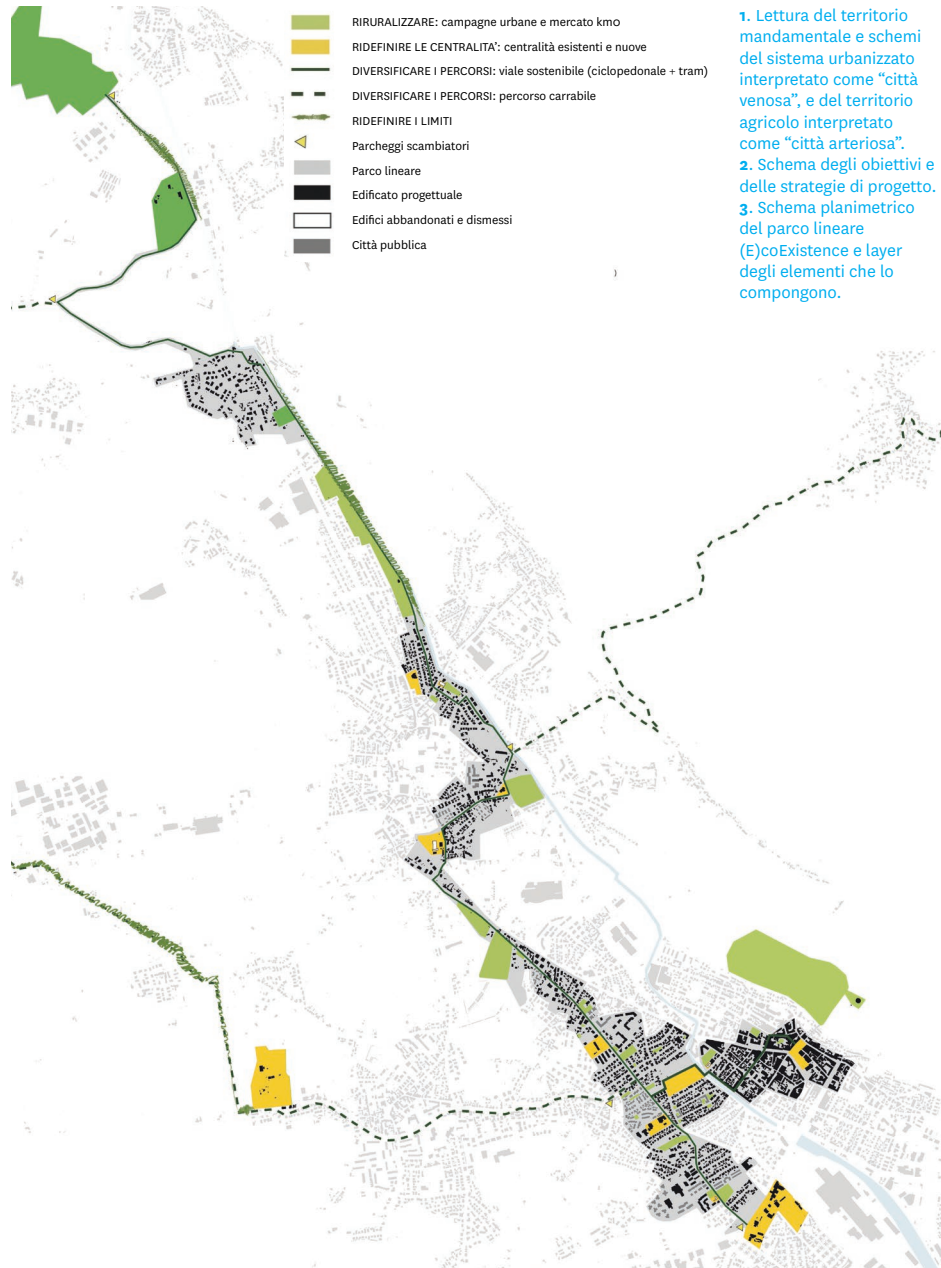 RIRURALIZZARE: campagne urbane e mercato km0
RIDEFINIRE LE CENTRALITA': centralità esistenti e nuove
DIVERSIFICARE I PERCORSI: viale sostenibile (ciclopedonale + tram)
DIVERSIFICARE I PERCORSI: percorso carrabile
RIDEFINIRE I LIMITI
Parcheggi scambiatori
Parco lineare
Edificato progettuale
Edifici abbandonati e dismessi
Città pubblica
1. Lettura del territorio
mandamentale e schemi
del sistema urbanizzato
interpretato come “città
venosa”, e del territorio
agricolo interpretato
come “città arteriosa”.
2. Schema degli obiettivi e
delle strategie di progetto.
3. Schema planimetrico
del parco lineare
(E)coExistence e layer
degli elementi che lo
compongono.
)